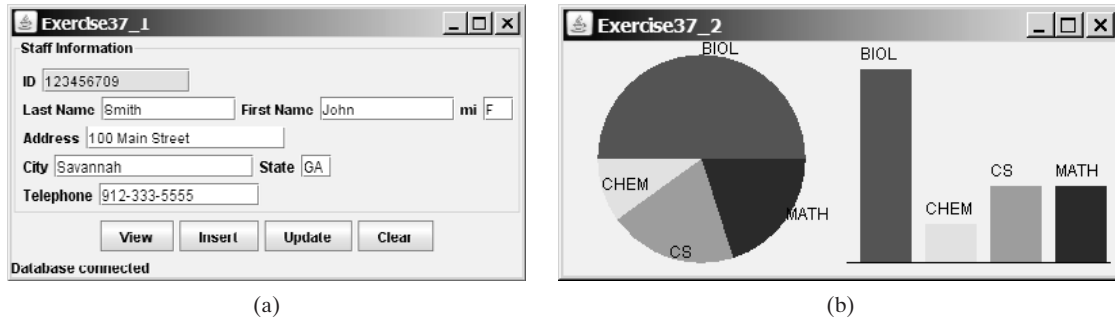 Exercise37_1
Staff Information
ID 123456709
Last Name Smith First Name John mi F
Address 100 Main Street
City Savannah State GA
Telephone 912-333-5555
View Insert Update Clear
Database connected
(a)
Exercise37_2
BIOL
CHEM
CS
MATH
BIOL
CHEM
CS
MATH
(b)